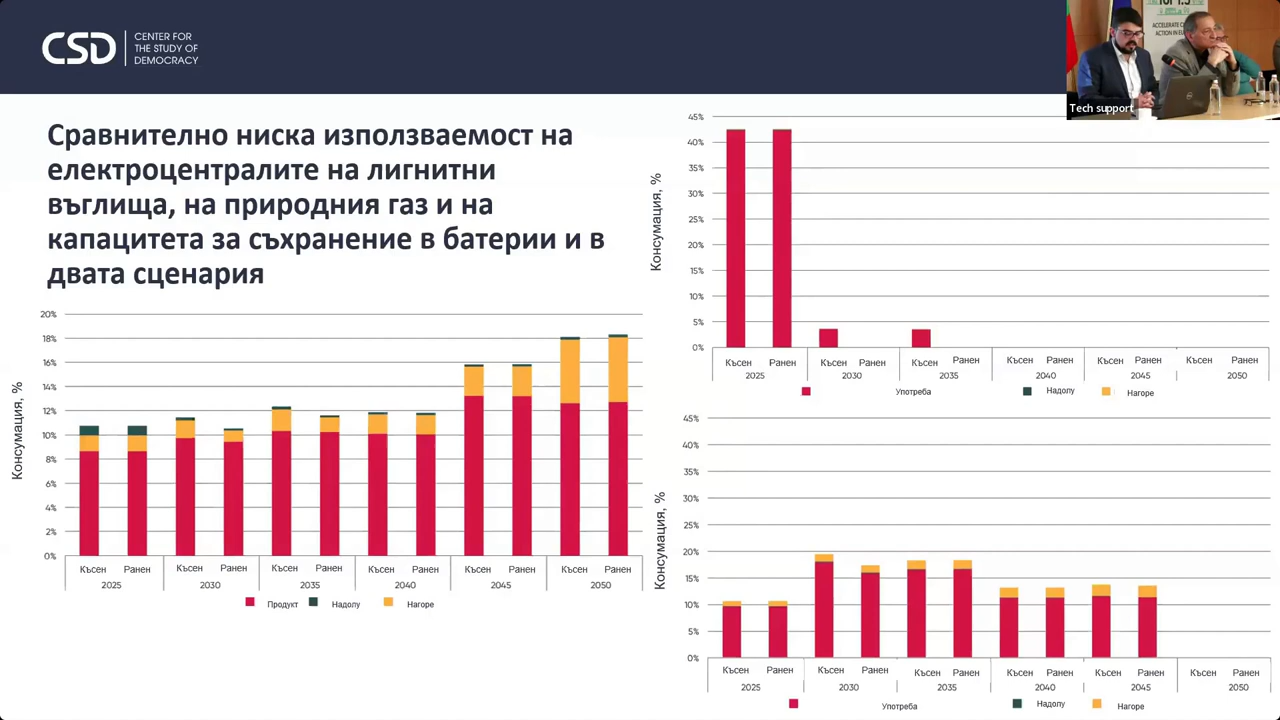 CSD
CENTER FOR
THE STUDY OF
DEMOCRACY
ACCELERATE
ACTION IN
Tech support
Сравнително ниска използваемост на
електроцентралите на лигнитни
въглища, на природния газ и на
капацитета за съхранение в батерии и в
двата сценария
Консумация, %
20%
18%
16%
14%
12%
10%
8%
6%
4%
2%
0%
Късен Ранен Късен Ранен Късен Ранен Късен Ранен Късен Ранен Късен Ранен
2025 2030 2035 2040 2045 2050
Продукт Надолу Нагоре
Консумация, %
45%
40%
35%
30%
25%
20%
15%
10%
5%
0%
Късен Ранен Късен Ранен Късен Ранен Късен Ранен Късен Ранен Късен Ранен
2025 2030 2035 2040 2045 2050
Употреба Надолу Нагоре
Консумация, %
45%
40%
35%
30%
25%
20%
15%
10%
5%
0%
Късен Ранен Късен Ранен Късен Ранен Късен Ранен Късен Ранен Късен Ранен
2025 2030 2035 2040 2045 2050
Употреба Надолу Нагоре